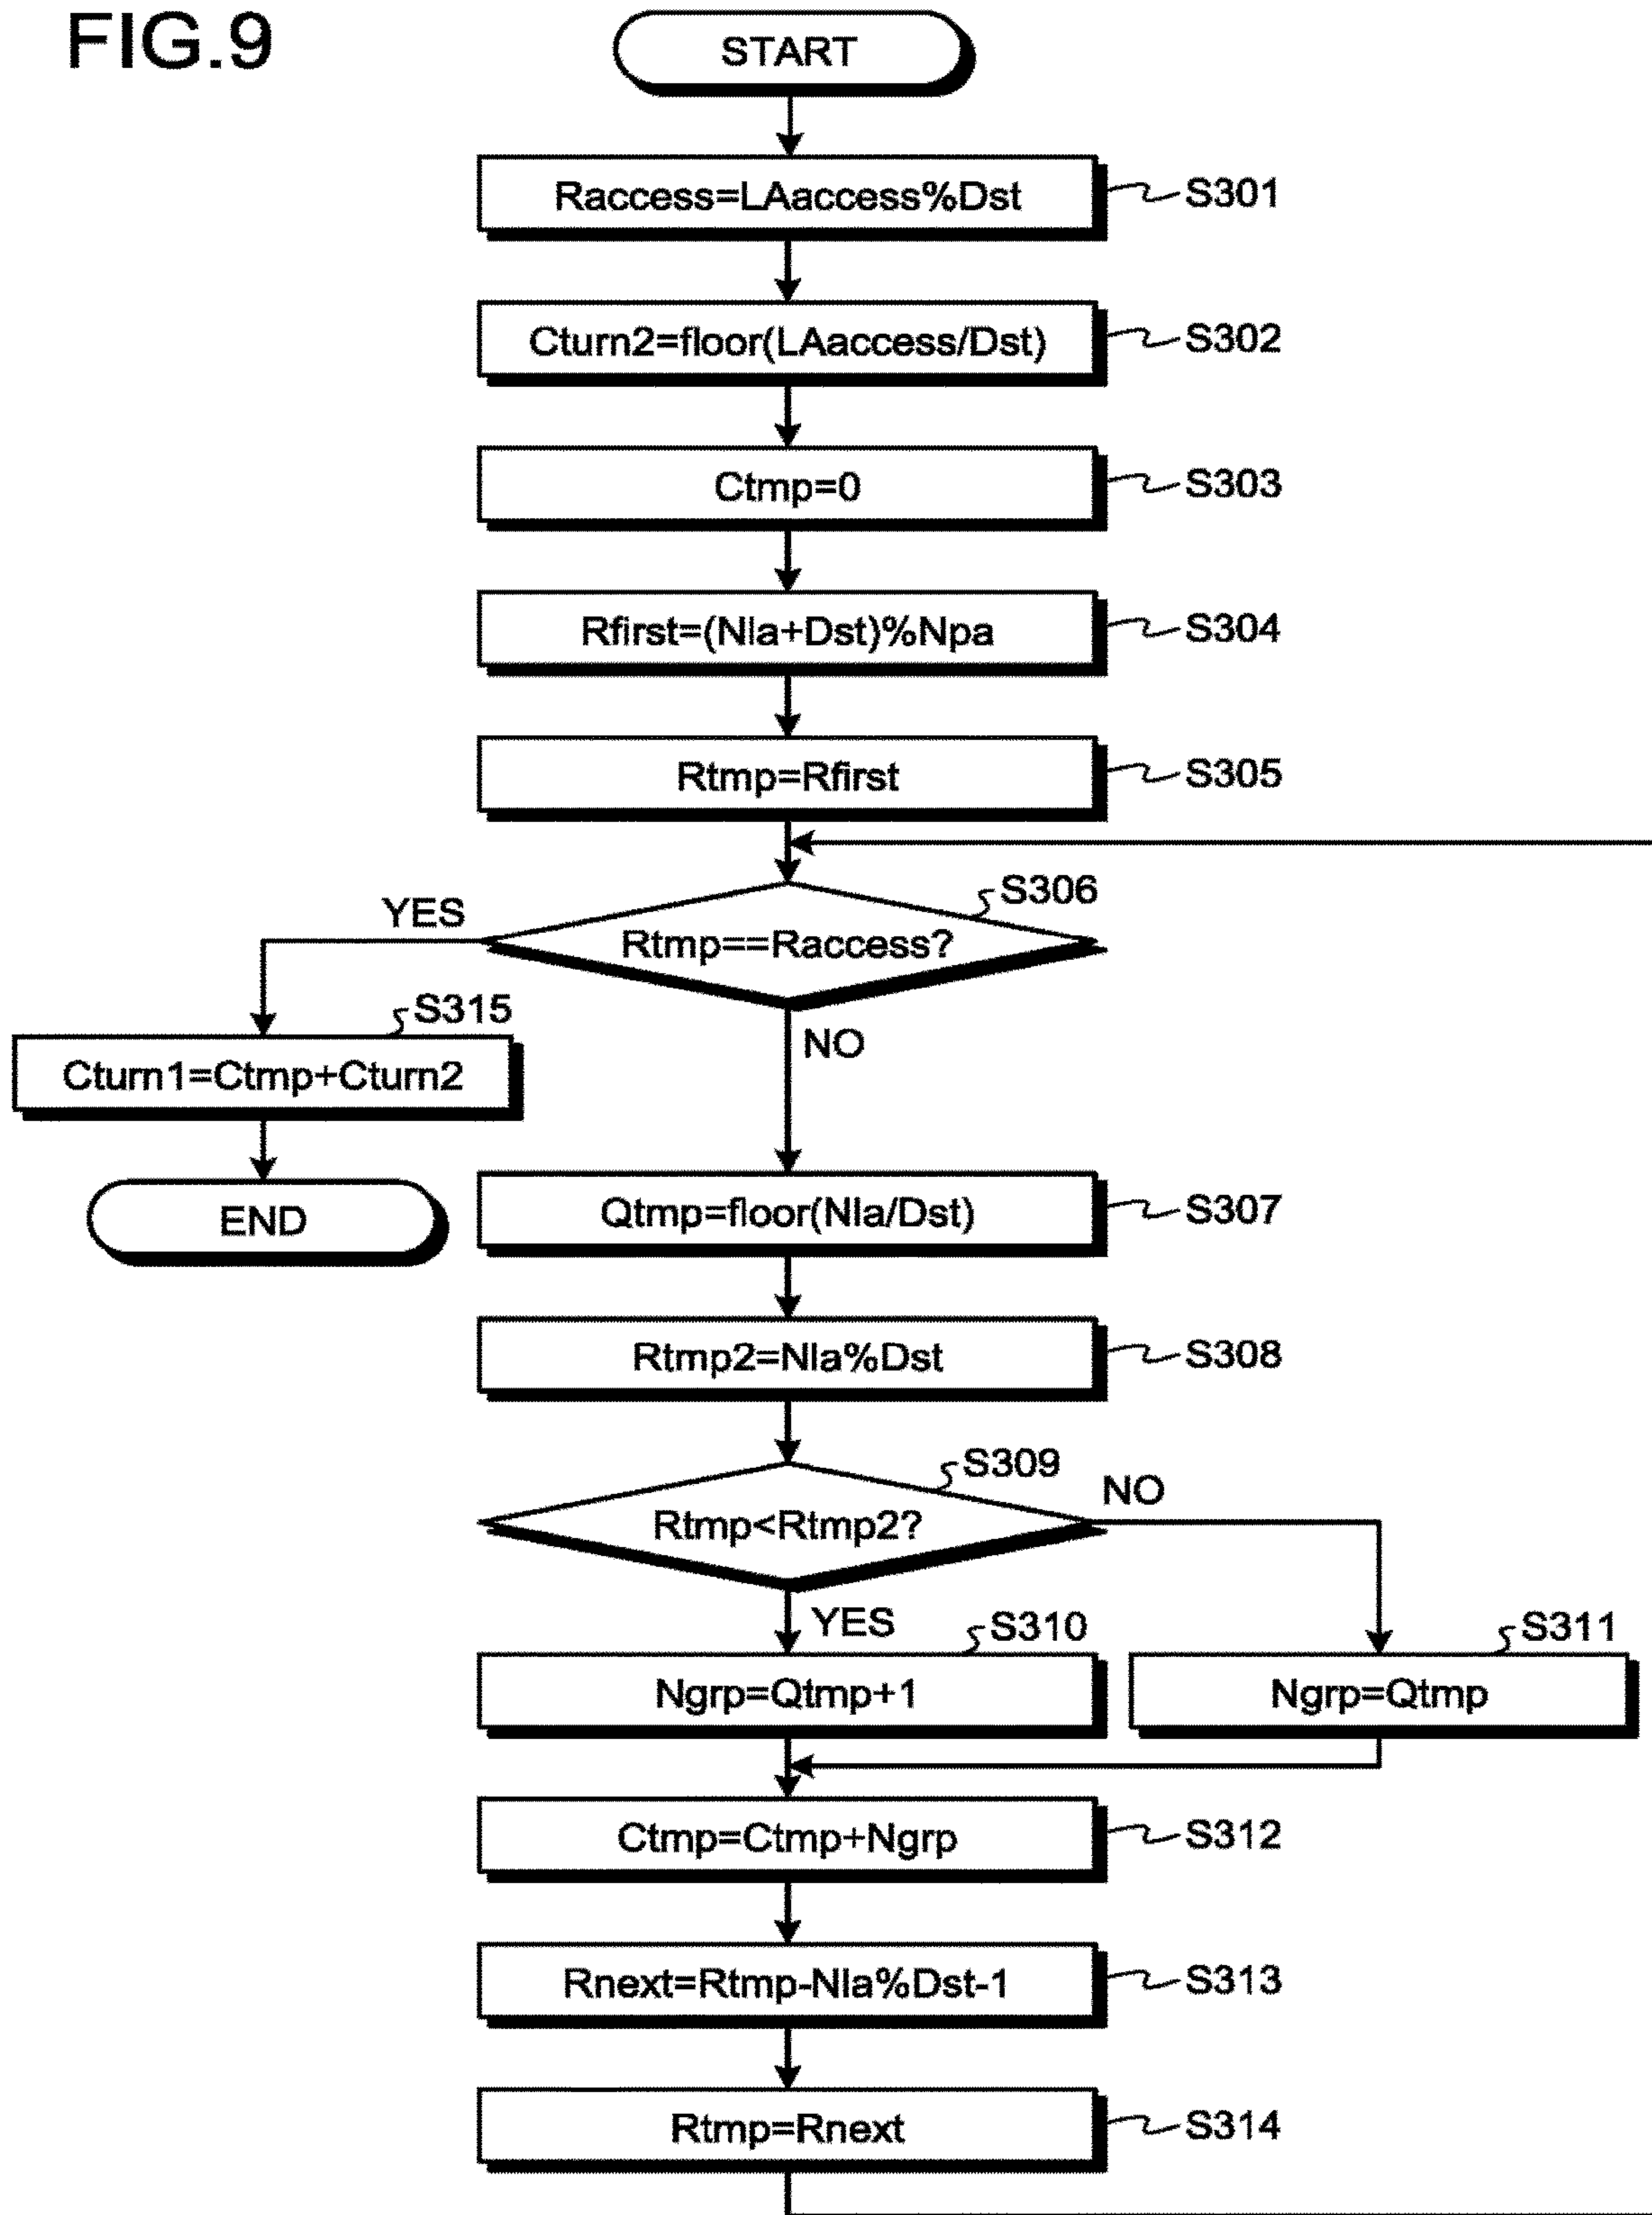 FIG.9
START
Raccess=LAaccess%Dst
S301
Cturn2=floor(LAaccess/Dst)
S302
Ctmp=0
S303
Rfirst=(Nla+Dst)%Npa
S304
Rtmp=Rfirst
S305
S306
YES
Rtmp==Raccess?
S315
NO
Cturn1=Ctmp+Cturn2
END
Qtmp=floor(Nla/Dst)
S307
Rtmp2=Nla%Dst
S308
S309
NO
Rtmp<Rtmp2?
YES
S310
S311
Ngrp=Qtmp+1
Ngrp=Qtmp
Ctmp=Ctmp+Ngrp
S312
Rnext=Rtmp-Nla%Dst-1
S313
Rtmp=Rnext
S314